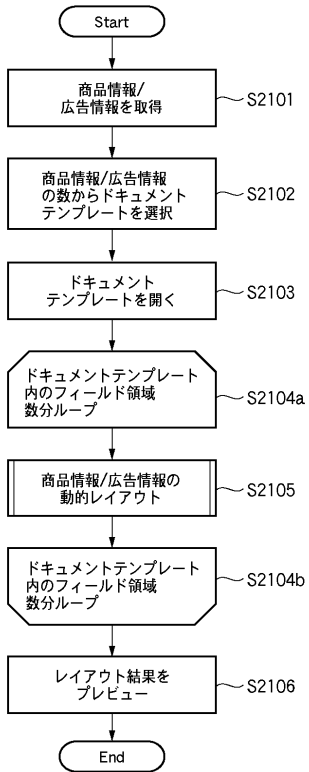 Start
商品情報/
広告情報を取得
S2101
商品情報/広告情報
の数からドキュメント
テンプレートを選択
S2102
ドキュメント
テンプレートを開く
S2103
ドキュメントテンプレート
内のフィールド領域
数分ループ
S2104a
商品情報/広告情報の
動的レイアウト
S2105
ドキュメントテンプレート
内のフィールド領域
数分ループ
S2104b
レイアウト結果を
プレビュー
S2106
End